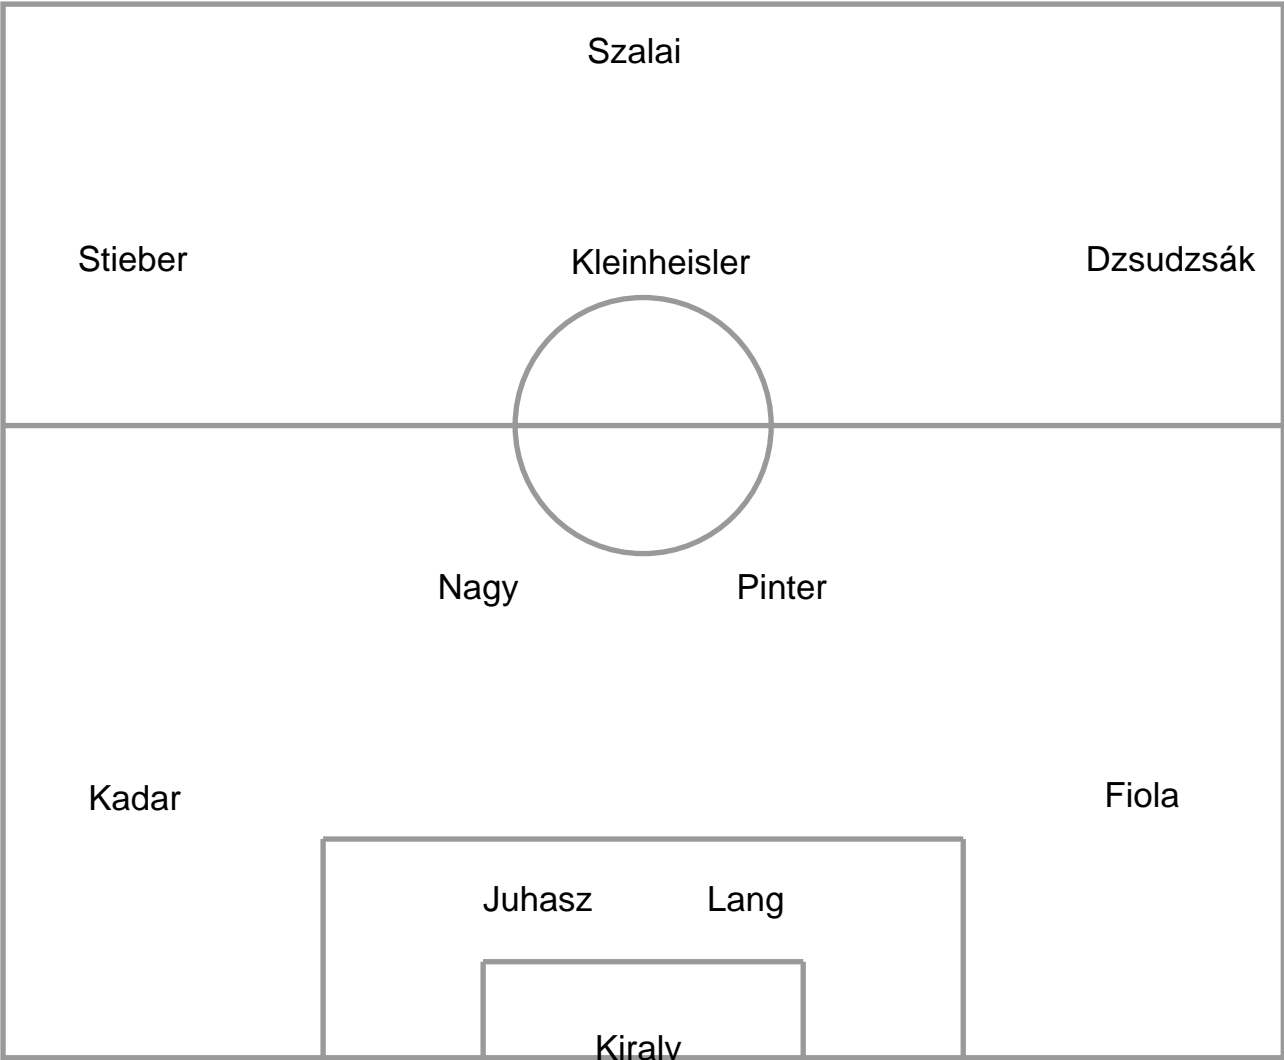 Szalai
Stieber Kleinheisler Dzsudzsák
Nagy Pinter
Kadar Fiola
Juhasz Lang
Kiraly